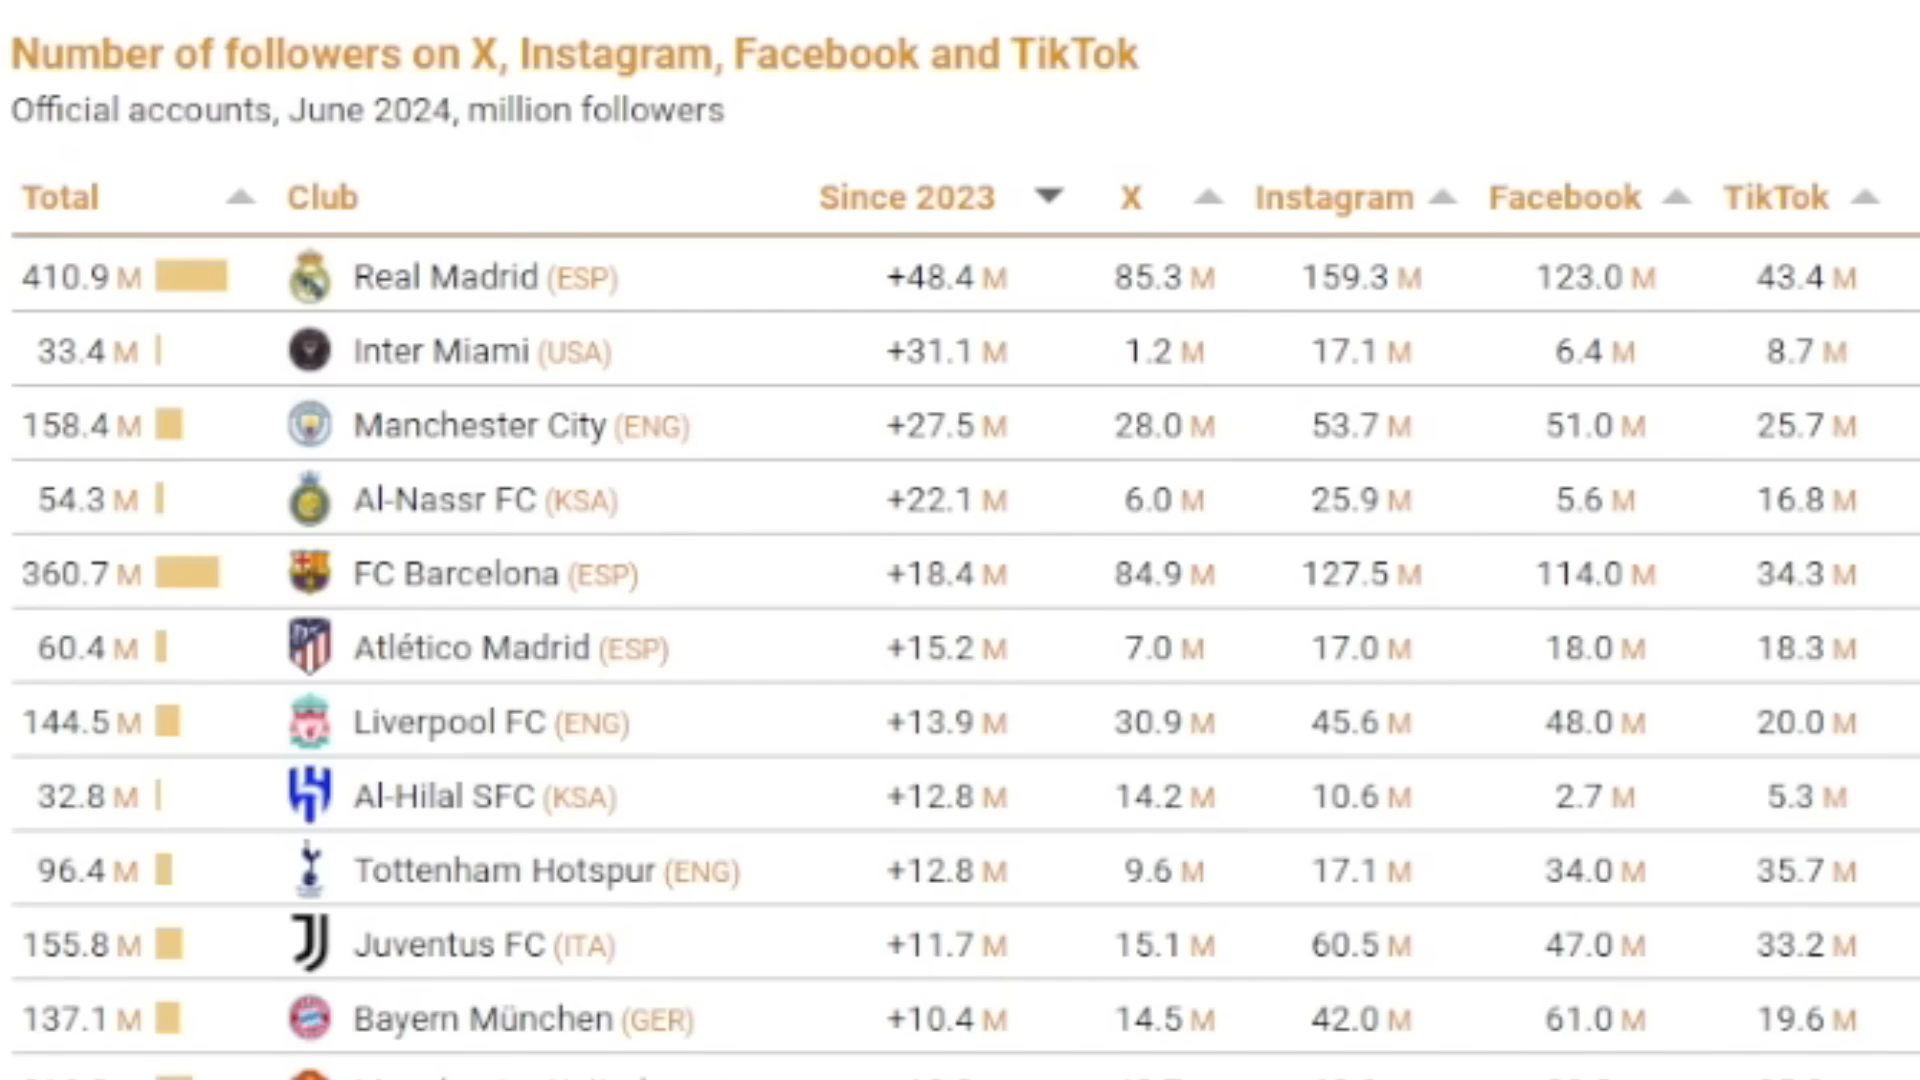 Number of followers on X, Instagram, Facebook and TikTok
Official accounts, June 2024, million followers
Total Club Since 2023 X Instagram Facebook TikTok
410.9 M Real Madrid (ESP) +48.4 M 85.3 M 159.3 M 123.0 M 43.4 M
33.4 M Inter Miami (USA) +31.1 M 1.2 M 17.1 M 6.4 M 8.7 M
158.4 M Manchester City (ENG) +27.5 M 28.0 M 53.7 M 51.0 M 25.7 M
54.3 M Al-Nassr FC (KSA) +22.1 M 6.0 M 25.9 M 5.6 M 16.8 M
360.7 M FC Barcelona (ESP) +18.4 M 84.9 M 127.5 M 114.0 M 34.3 M
60.4 M Atlético Madrid (ESP) +15.2 M 7.0 M 17.0 M 18.0 M 18.3 M
144.5 M Liverpool FC (ENG) +13.9 M 30.9 M 45.6 M 48.0 M 20.0 M
32.8 M Al-Hilal SFC (KSA) +12.8 M 14.2 M 10.6 M 2.7 M 5.3 M
96.4 M Tottenham Hotspur (ENG) +12.8 M 9.6 M 17.1 M 34.0 M 35.7 M
155.8 M Juventus FC (ITA) +11.7 M 15.1 M 60.5 M 47.0 M 33.2 M
137.1 M Bayern München (GER) +10.4 M 14.5 M 42.0 M 61.0 M 19.6 M